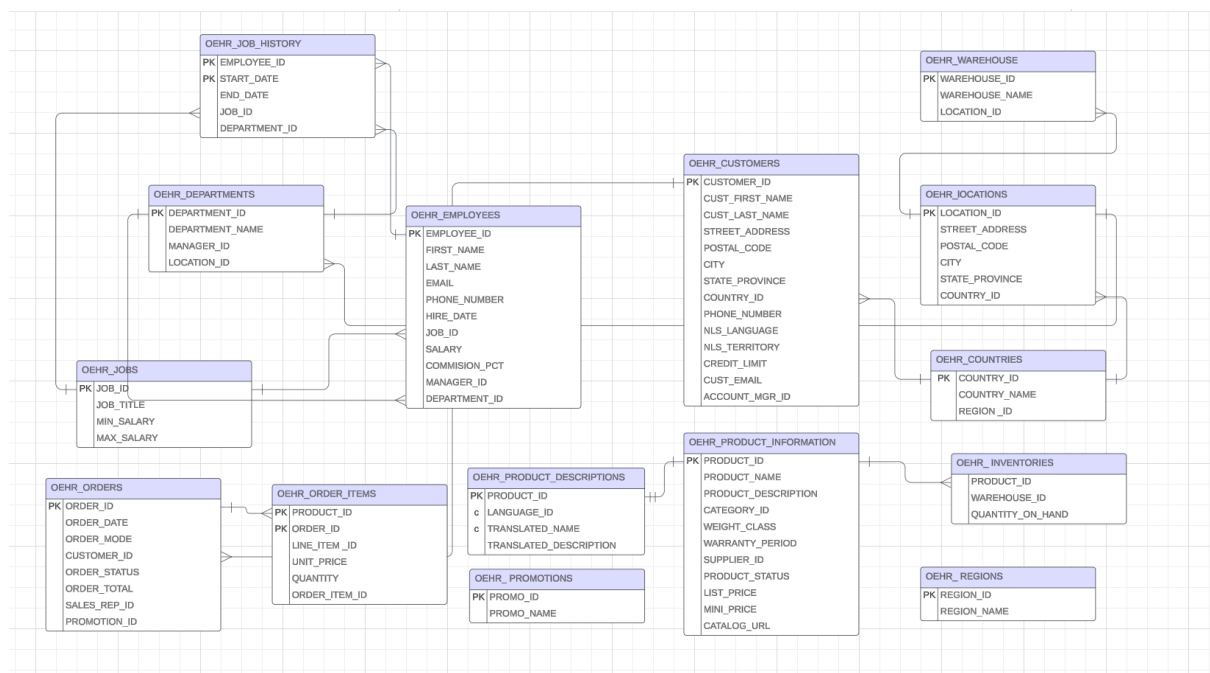 OEHR_JOB_HISTORY
PK EMPLOYEE_ID
PK START_DATE
END_DATE
JOB_ID
DEPARTMENT_ID
OEHR_WAREHOUSE
PK WAREHOUSE_ID
WAREHOUSE_NAME
LOCATION_ID
OEHR_DEPARTMENTS
PK DEPARTMENT_ID
DEPARTMENT_NAME
MANAGER_ID
LOCATION_ID
OEHR_EMPLOYEES
PK EMPLOYEE_ID
FIRST_NAME
LAST_NAME
EMAIL
PHONE_NUMBER
HIRE_DATE
JOB_ID
SALARY
COMMISION_PCT
MANAGER_ID
DEPARTMENT_ID
OEHR_CUSTOMERS
PK CUSTOMER_ID
CUST_FIRST_NAME
CUST_LAST_NAME
STREET_ADDRESS
POSTAL_CODE
CITY
STATE_PROVINCE
COUNTRY_ID
PHONE_NUMBER
NLS_LANGUAGE
NLS_TERRITORY
CREDIT_LIMIT
CUST_EMAIL
ACCOUNT_MGR_ID
OEHR_lOCATIONS
PK LOCATION_ID
STREET_ADDRESS
POSTAL_CODE
CITY
STATE_PROVINCE
COUNTRY_ID
OEHR_JOBS
PK JOB_ID
JOB_TITLE
MIN_SALARY
MAX_SALARY
OEHR_COUNTRIES
PK COUNTRY_ID
COUNTRY_NAME
REGION _ID
OEHR_ORDERS
PK ORDER_ID
ORDER_DATE
ORDER_MODE
CUSTOMER_ID
ORDER_STATUS
ORDER_TOTAL
SALES_REP_ID
PROMOTION_ID
OEHR_ORDER_ITEMS
PK PRODUCT_ID
PK ORDER_ID
LINE_ITEM _ID
UNIT_PRICE
QUANTITY
ORDER_ITEM_ID
OEHR_PRODUCT_DESCRIPTIONS
PK PRODUCT_ID
c LANGUAGE_ID
c TRANSLATED_NAME
TRANSLATED_DESCRIPTION
OEHR_ PROMOTIONS
PK PROMO_ID
PROMO_NAME
OEHR_PRODUCT_INFORMATION
PK PRODUCT_ID
PRODUCT_NAME
PRODUCT_DESCRIPTION
CATEGORY_ID
WEIGHT_CLASS
WARRANTY_PERIOD
SUPPLIER_ID
PRODUCT_STATUS
LIST_PRICE
MINI_PRICE
CATALOG_URL
OEHR_ INVENTORIES
PRODUCT_ID
WAREHOUSE_ID
QUANTITY_ON_HAND
OEHR_ REGIONS
PK REGION_ID
REGION_NAME